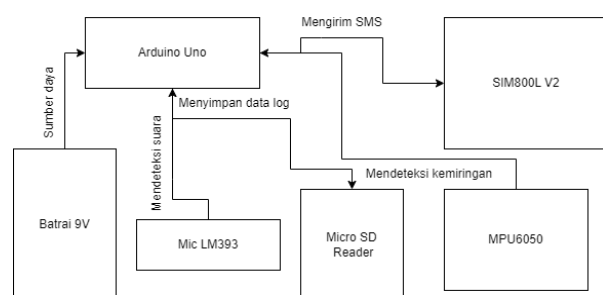 Mengirim SMS
Arduino Uno
SIM800L V2
Sumber daya
Menyimpan data log
Mendeteksi suara
Mendeteksi kemiringan
Batrai 9V
Mic LM393
Micro SD
Reader
MPU6050